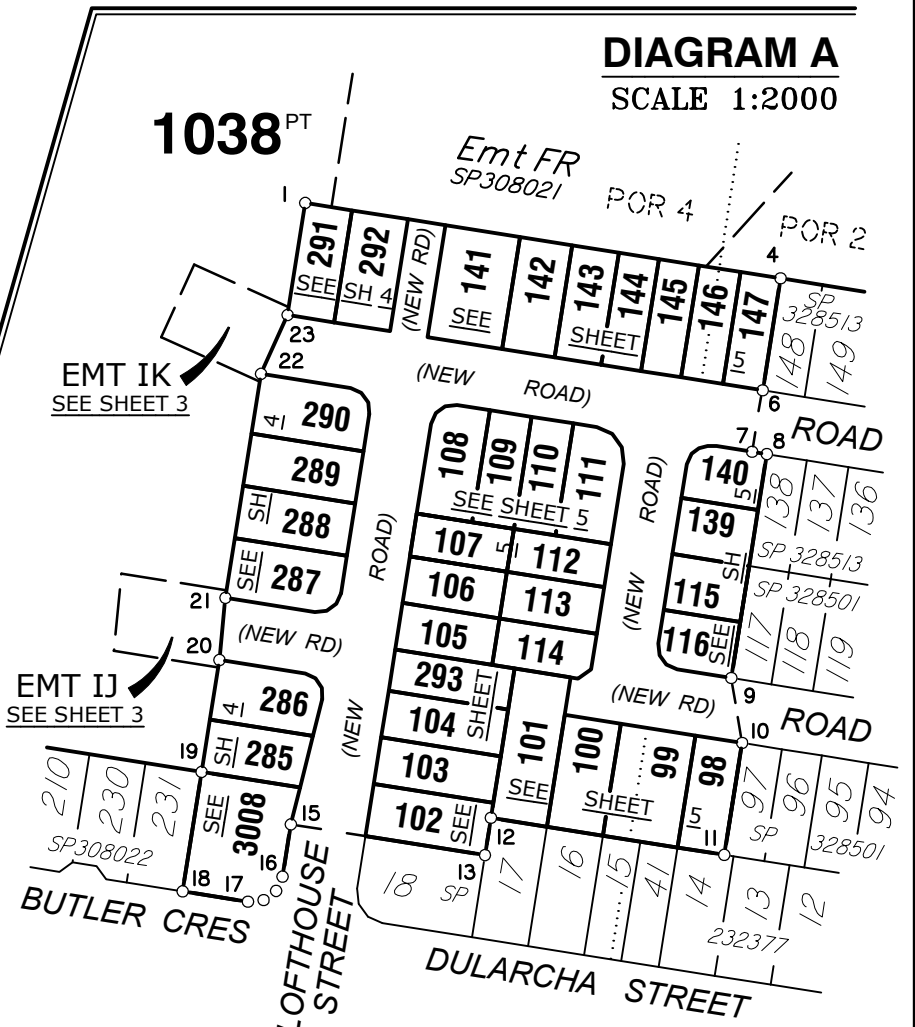 DIAGRAM A
SCALE 1:2000
1038 PT
Emt FR
SP308021
POR 4
POR 2
1
4
291
292
SEE
SH 4
(NEW RD)
141
SEE
142
143
144
SHEET
145
146
147
5
SP
328513
148
149
23
22
6
EMT IK
SEE SHEET 3
(NEW ROAD)
ROAD
7
8
4
290
289
SH
288
SEE
287
108
109
110
111
SEE SHEET 5
140
5
139
SH
115
116
SEE
138
137
136
SP 328513
SP 328501
117
118
119
(NEW ROAD)
(NEW ROAD)
107
5
112
106
113
105
114
293
SHEET
104
103
102
SEE
21
20
(NEW RD)
EMT IJ
SEE SHEET 3
4
286
SH
285
SEE
3008
19
9
(NEW RD)
10
ROAD
101
SEE
100
99
SHEET
98
5
97
96
95
94
SP
328501
210
230
231
SP308022
15
16
17
18
12
13
11
18
SP
17
16
15
41
14
13
12
232377
BUTLER CRES
LOFTHOUSE
STREET
DULARCHA STREET